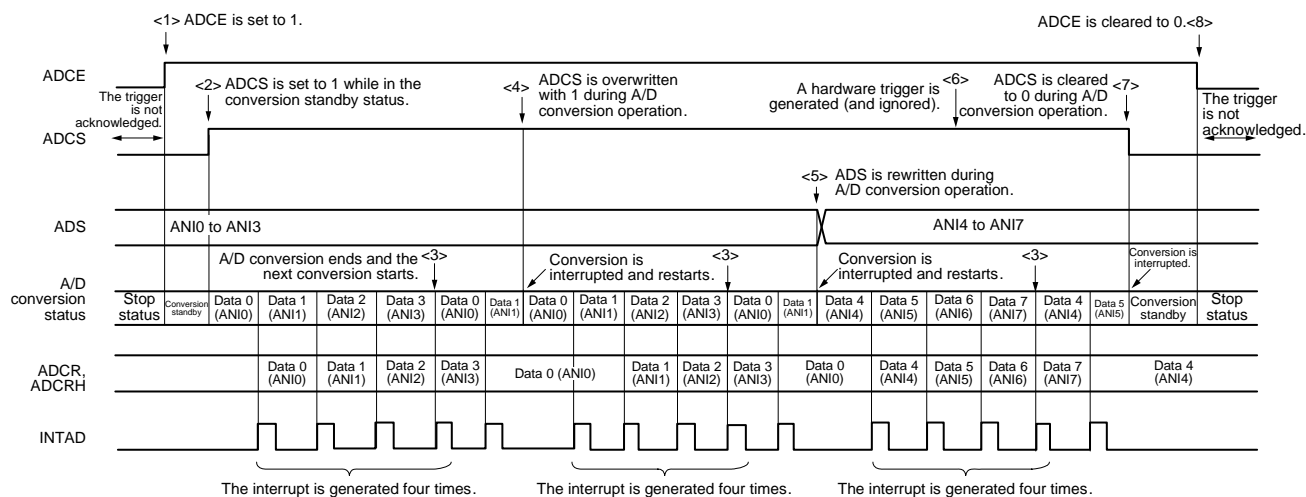 <1> ADCE is set to 1.
ADCE is cleared to 0.<8>
ADCE
The trigger
is not
acknowledged.
<2> ADCS is set to 1 while in the
conversion standby status.
<4>
ADCS is overwritten
with 1 during A/D
conversion operation.
A hardware trigger is
generated (and ignored).
<6>
ADCS is cleared
to 0 during A/D
conversion operation.
<7>
The trigger
is not
acknowledged.
ADCS
<5> ADS is rewritten during
A/D conversion operation.
ADS
ANI0 to ANI3
ANI4 to ANI7
A/D conversion ends and the
next conversion starts.
<3>
Conversion is
interrupted and restarts.
<3>
Conversion is
interrupted and restarts.
<3>
Conversion is
interrupted.
A/D
conversion
status
Stop
status
Conversion
standby
Data 0
(ANI0)
Data 1
(ANI1)
Data 2
(ANI2)
Data 3
(ANI3)
Data 0
(ANI0)
Data 1
(ANI1)
Data 0
(ANI0)
Data 1
(ANI1)
Data 2
(ANI2)
Data 3
(ANI3)
Data 0
(ANI0)
Data 1
(ANI1)
Data 4
(ANI4)
Data 5
(ANI5)
Data 6
(ANI6)
Data 7
(ANI7)
Data 4
(ANI4)
Data 5
(ANI5)
Conversion
standby
Stop
status
ADCR,
ADCRH
Data 0
(ANI0)
Data 1
(ANI1)
Data 2
(ANI2)
Data 3
(ANI3)
Data 0 (ANI0)
Data 1
(ANI1)
Data 2
(ANI2)
Data 3
(ANI3)
Data 0
(ANI0)
Data 4
(ANI4)
Data 5
(ANI5)
Data 6
(ANI6)
Data 7
(ANI7)
Data 4
(ANI4)
INTAD
The interrupt is generated four times.
The interrupt is generated four times.
The interrupt is generated four times.